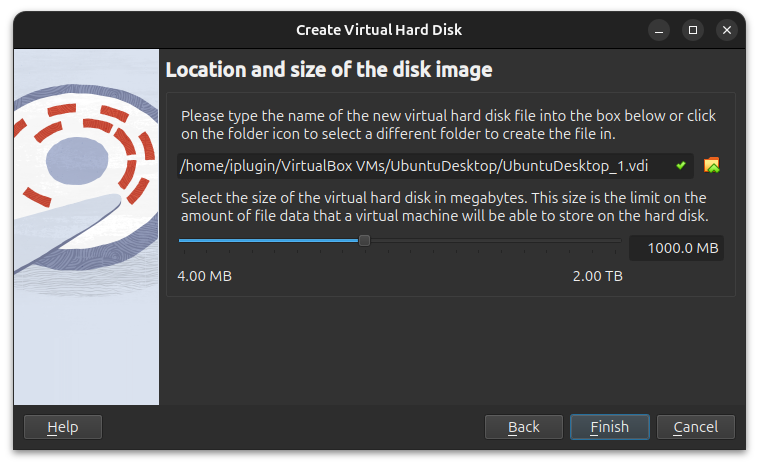 Create Virtual Hard Disk
Location and size of the disk image
Please type the name of the new virtual hard disk file into the box below or click
on the folder icon to select a different folder to create the file in.
/home/iplugin/VirtualBox VMs/UbuntuDesktop/UbuntuDesktop_1.vdi
Select the size of the virtual hard disk in megabytes. This size is the limit on the
amount of file data that a virtual machine will be able to store on the hard disk.
1000.0 MB
4.00 MB 2.00 TB
Help Back Finish Cancel